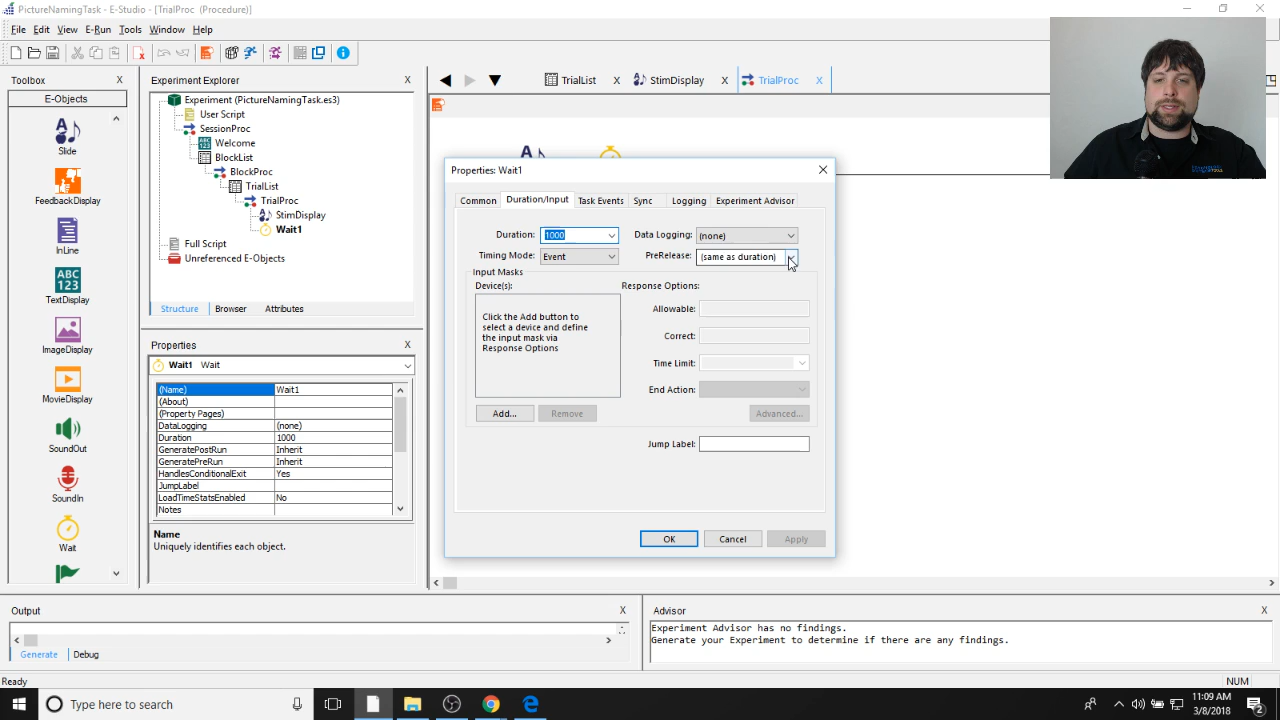 PictureNamingTask - E-Studio - [TrialProc (Procedure)]
File Edit View E-Run Tools Window Help
Toolbox
E-Objects
Slide
FeedbackDisplay
InLine
ABC
123
TextDisplay
ImageDisplay
MovieDisplay
SoundOut
SoundIn
Wait
Experiment Explorer
Experiment (PictureNamingTask.es3)
User Script
SessionProc
Welcome
BlockList
BlockProc
TrialList
TrialProc
StimDisplay
Wait1
Full Script
Unreferenced E-Objects
Structure Browser Attributes
Properties
Wait1 Wait
(Name) Wait1
(About)
(Property Pages)
DataLogging (none)
Duration 1000
GeneratePostRun Inherit
GeneratePreRun Inherit
HandlesConditionalExit Yes
JumpLabel
LoadTimeStatsEnabled No
Notes
Name
Uniquely identifies each object.
TrialList StimDisplay TrialProc
Properties: Wait1
Common Duration/Input Task Events Sync Logging Experiment Advisor
Duration: 1000 Data Logging: (none)
Timing Mode: Event PreRelease: (same as duration)
Input Masks
Device(s): Response Options:
Click the Add button to
select a device and define
the input mask via
Response Options
Allowable:
Correct:
Time Limit:
End Action:
Add... Remove Advanced...
Jump Label:
OK Cancel Apply
Output
Generate Debug
Advisor
Experiment Advisor has no findings.
Generate your Experiment to determine if there are any findings.
Ready NUM
Type here to search
11:09 AM
3/8/2018
2